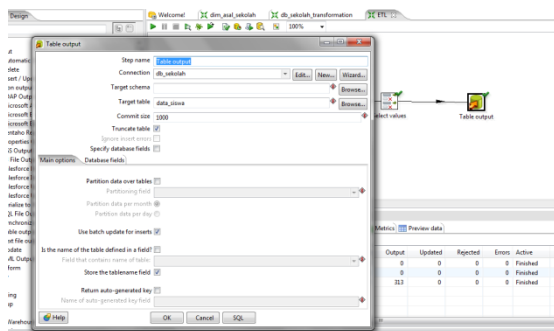 Design
Welcome!
dim_asal_sekolah
db_sekolah_transformation
ETL
100%
Table output
Step name Table output
Connection db_sekolah Edit... New... Wizard...
Target schema Browse...
Target table data_siswa Browse...
Commit size 1000
Truncate table
Ignore insert errors
Specify database fields
Main options Database fields
Partition data over tables
Partitioning field
Partition data per month
Partition data per day
Use batch update for inserts
Is the name of the table defined in a field?
Field that contains name of table:
Store the tablename field
Return auto-generated key
Name of auto-generated key field
Help OK Cancel SQL
elect values
Table output
Metrics Preview data
Output Updated Rejected Errors Active
0 0 0 0 Finished
0 0 0 0 Finished
313 0 0 0 Finished